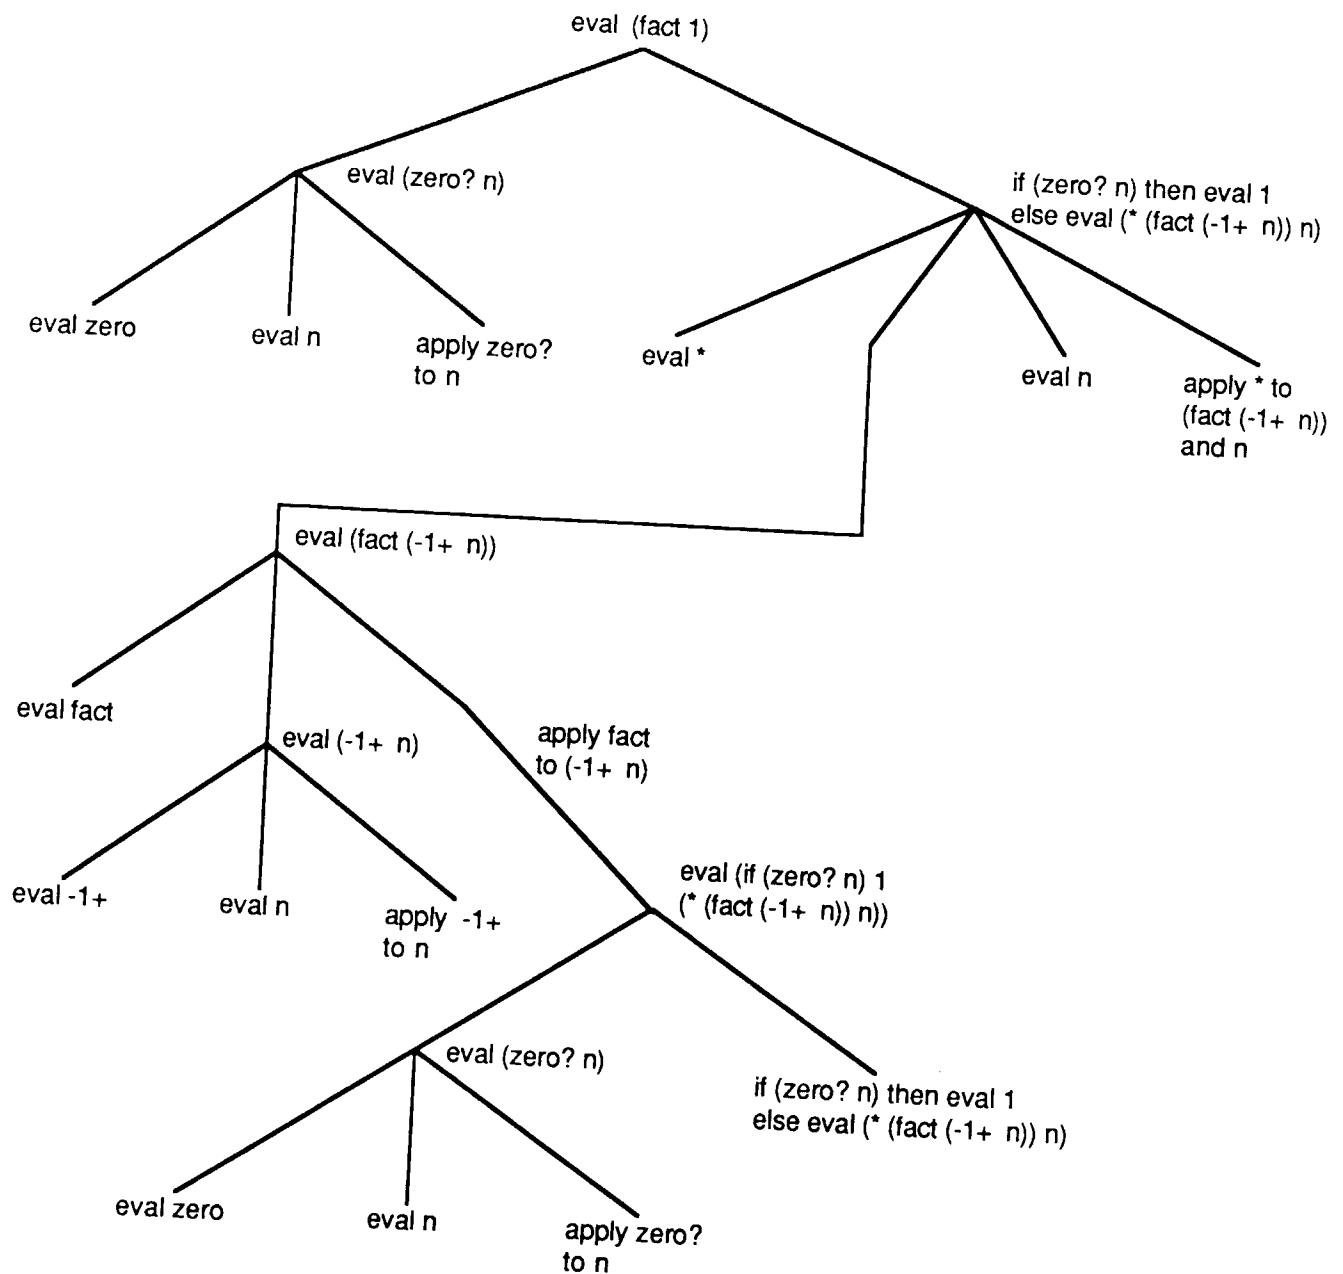 eval (fact 1)
eval (zero? n)
if (zero? n) then eval 1
else eval (* (fact (-1+ n)) n)
eval zero
eval n
apply zero?
to n
eval *
eval n
apply * to
(fact (-1+ n))
and n
eval (fact (-1+ n))
eval fact
eval (-1+ n)
apply fact
to (-1+ n)
eval -1+
eval n
apply -1+
to n
eval (if (zero? n) 1
(* (fact (-1+ n)) n))
eval (zero? n)
if (zero? n) then eval 1
else eval (* (fact (-1+ n)) n)
eval zero
eval n
apply zero?
to n